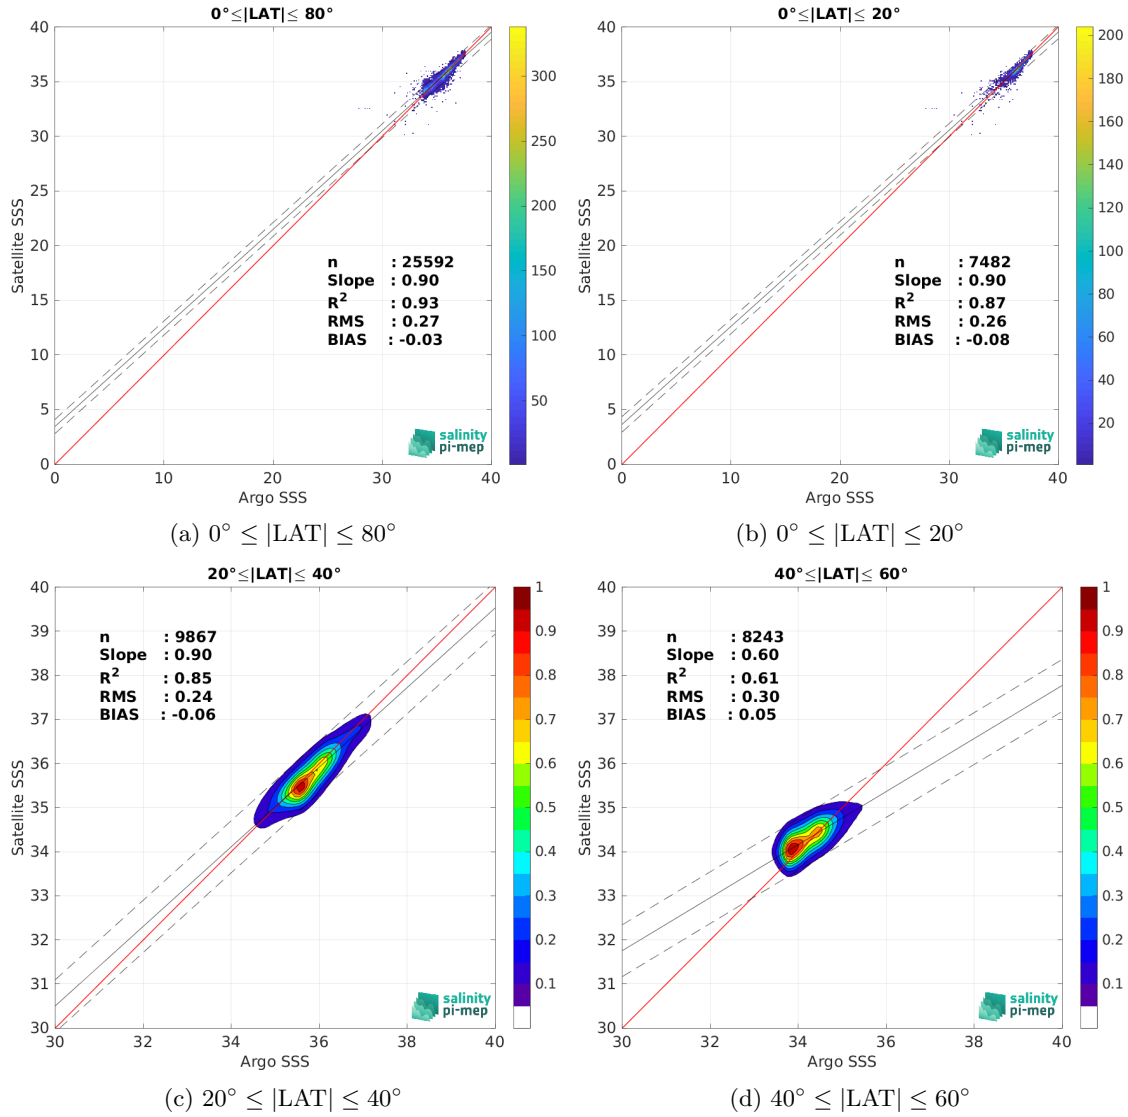 0°≤|LAT|≤ 80°
40
35
30
25
20
15
10
5
0
Satellite SSS
n : 25592
Slope : 0.90
R² : 0.93
RMS : 0.27
BIAS : -0.03
salinity
pi-mep
0 10 20 30 40
Argo SSS
300
250
200
150
100
50
(a) 0° ≤ |LAT| ≤ 80°
0°≤|LAT|≤ 20°
40
35
30
25
20
15
10
5
0
Satellite SSS
n : 7482
Slope : 0.90
R² : 0.87
RMS : 0.26
BIAS : -0.08
salinity
pi-mep
0 10 20 30 40
Argo SSS
200
180
160
140
120
100
80
60
40
20
(b) 0° ≤ |LAT| ≤ 20°
20°≤|LAT|≤ 40°
40
39
38
37
36
35
34
33
32
31
30
Satellite SSS
n : 9867
Slope : 0.90
R² : 0.85
RMS : 0.24
BIAS : -0.06
salinity
pi-mep
30 32 34 36 38 40
Argo SSS
1
0.9
0.8
0.7
0.6
0.5
0.4
0.3
0.2
0.1
(c) 20° ≤ |LAT| ≤ 40°
40°≤|LAT|≤ 60°
40
39
38
37
36
35
34
33
32
31
30
Satellite SSS
n : 8243
Slope : 0.60
R² : 0.61
RMS : 0.30
BIAS : 0.05
salinity
pi-mep
30 32 34 36 38 40
Argo SSS
1
0.9
0.8
0.7
0.6
0.5
0.4
0.3
0.2
0.1
(d) 40° ≤ |LAT| ≤ 60°